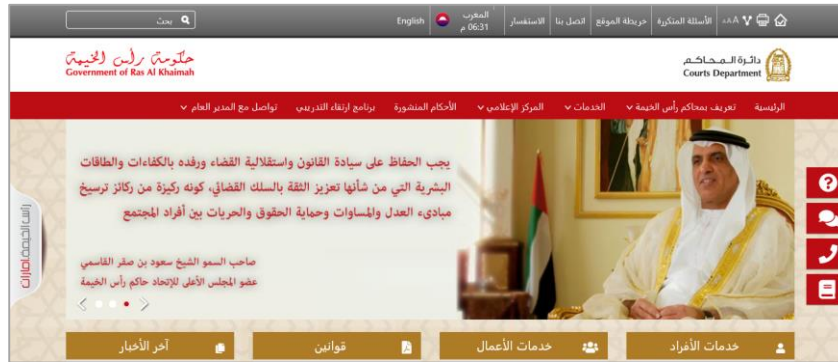 الأسئلة المتكررة
خريطة الموقع
اتصل بنا
الاستفسار
المغرب
06:31 م
English
بحث
دائرة المحاكم
Courts Department
حكومة رأس الخيمة
Government of Ras Al Khaimah
الرئيسية
تعريف بمحاكم رأس الخيمة
الخدمات
المركز الإعلامي
الأحكام المنشورة
برنامج ارتقاء التدريبي
تواصل مع المدير العام
يجب الحفاظ على سيادة القانون واستقلالية القضاء ورفده بالكفاءات والطاقات
البشرية التي من شأنها تعزيز الثقة بالسلك القضائي، كونه ركيزة من ركائز ترسيخ
مبادىء العدل والمساوات وحماية الحقوق والحريات بين أفراد المجتمع
صاحب السمو الشيخ سعود بن صقر القاسمي
عضو المجلس الأعلى للإتحاد حاكم رأس الخيمة
خدمات الأفراد
خدمات الأعمال
قوانين
آخر الأخبار